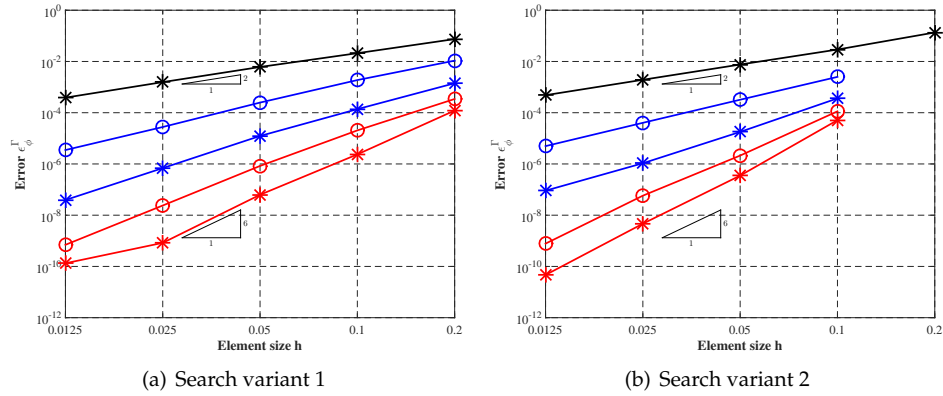 10^0
10^-2
10^-4
10^-6
10^-8
10^-10
10^-12
Error ϵ_ϕ^Γ
2
1
6
1
0.0125 0.025 0.05 0.1 0.2
Element size h
(a) Search variant 1
10^0
10^-2
10^-4
10^-6
10^-8
10^-10
10^-12
Error ϵ_ϕ^Γ
2
1
6
1
0.0125 0.025 0.05 0.1 0.2
Element size h
(b) Search variant 2